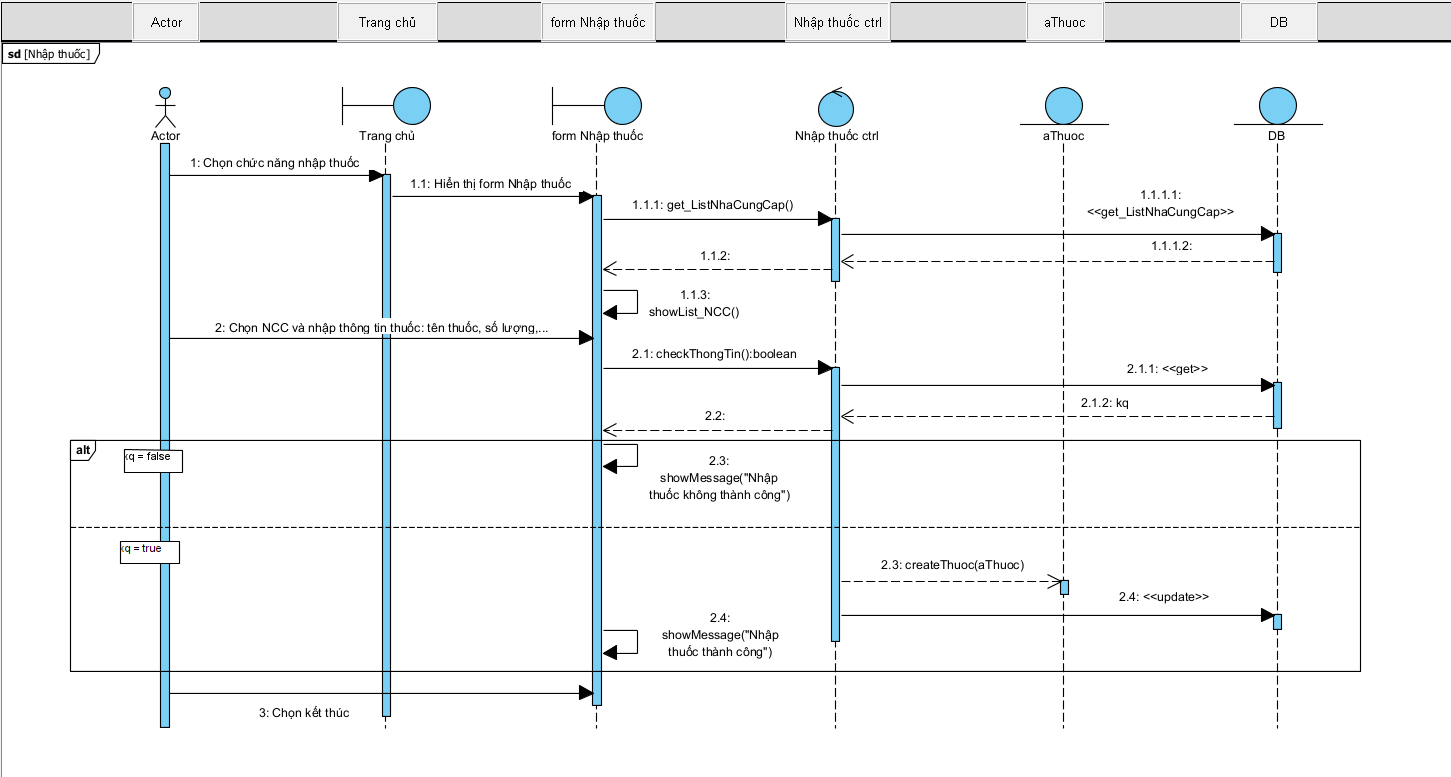 Actor
Trang chủ
form Nhập thuốc
Nhập thuốc ctrl
aThuoc
DB
sd [Nhập thuốc]
Actor
Trang chủ
form Nhập thuốc
Nhập thuốc ctrl
aThuoc
DB
1: Chọn chức năng nhập thuốc
1.1: Hiển thị form Nhập thuốc
1.1.1: get_ListNhaCungCap()
1.1.1.1:
<<get_ListNhaCungCap>>
1.1.1.2:
1.1.2:
1.1.3:
showList_NCC()
2: Chọn NCC và nhập thông tin thuốc: tên thuốc, số lượng,...
2.1: checkThongTin():boolean
2.1.1: <<get>>
2.1.2: kq
2.2:
alt
kq = false
2.3:
showMessage("Nhập
thuốc không thành công")
kq = true
2.3: createThuoc(aThuoc)
2.4: <<update>>
2.4:
showMessage("Nhập
thuốc thành công")
3: Chọn kết thúc